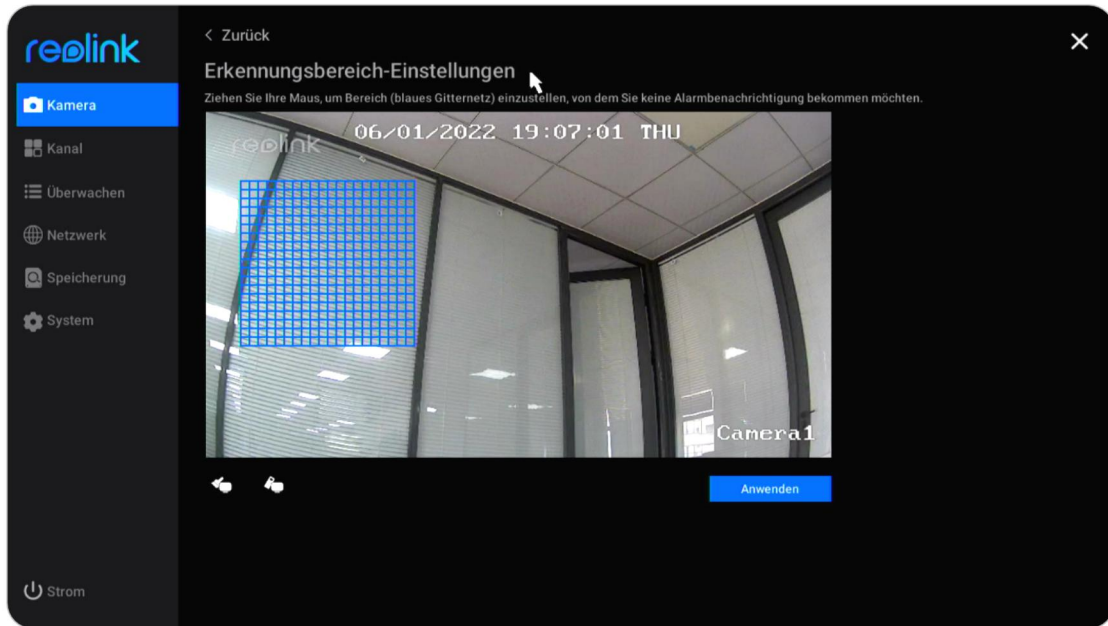 reolink
Kamera
Kanal
Überwachen
Netzwerk
Speicherung
System
Strom
Zurück
Erkennungsbereich-Einstellungen
Ziehen Sie Ihre Maus, um Bereich (blaues Gitternetz) einzustellen, von dem Sie keine Alarmbenachrichtigung bekommen möchten.
06/01/2022 19:07:01 THU
reolink
Camera1
Anwenden